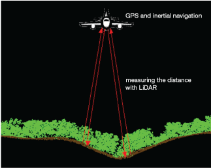 GPS and inertial navigation
measuring the distance
with LiDAR